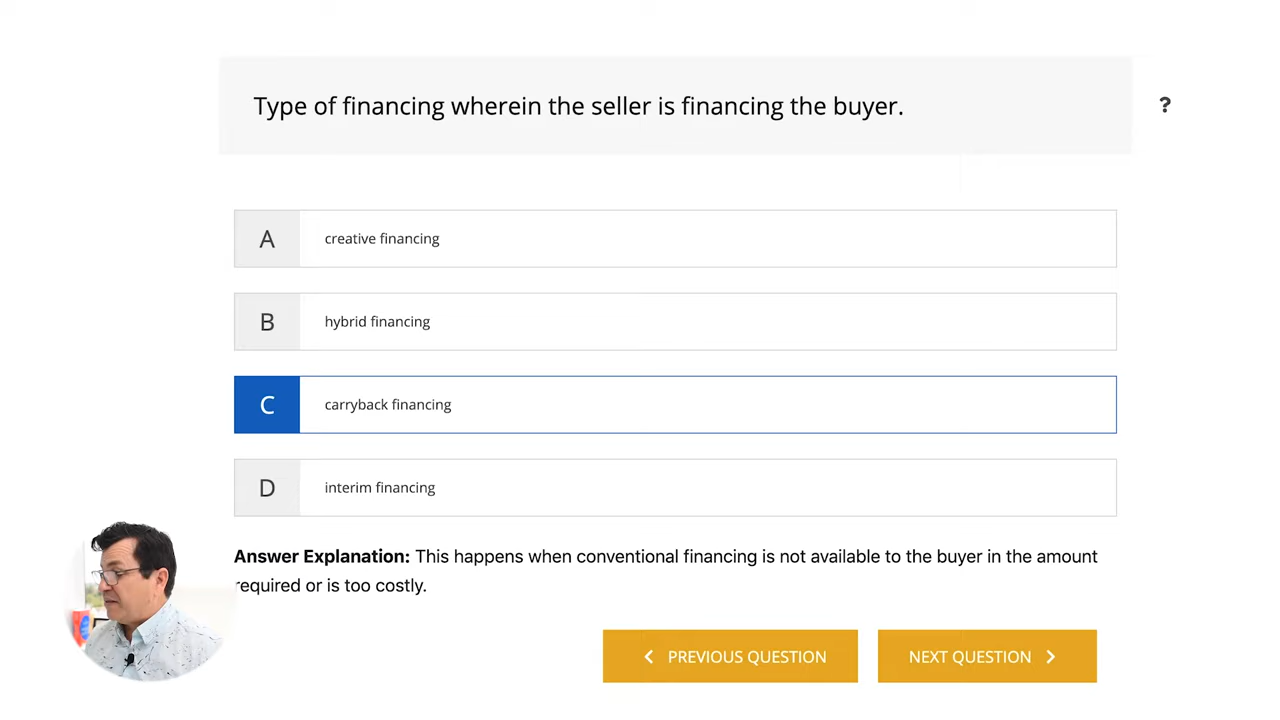 Type of financing wherein the seller is financing the buyer.
?
A
creative financing
B
hybrid financing
C
carryback financing
D
interim financing
Answer Explanation: This happens when conventional financing is not available to the buyer in the amount
required or is too costly.
PREVIOUS QUESTION
NEXT QUESTION